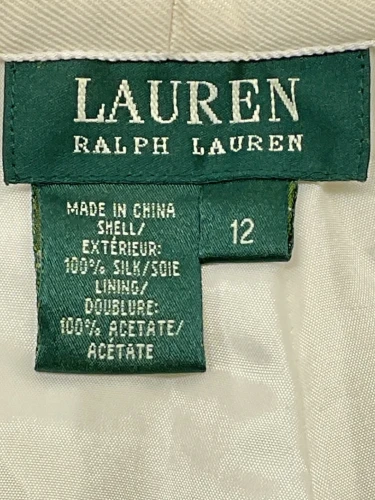 LAUREN
RALPH LAUREN
MADE IN CHINA
SHELL/
EXTÉRIEUR:
100% SILK/SOIE
LINING/
DOUBLURE:
100% ACETATE/
ACÉTATE
12